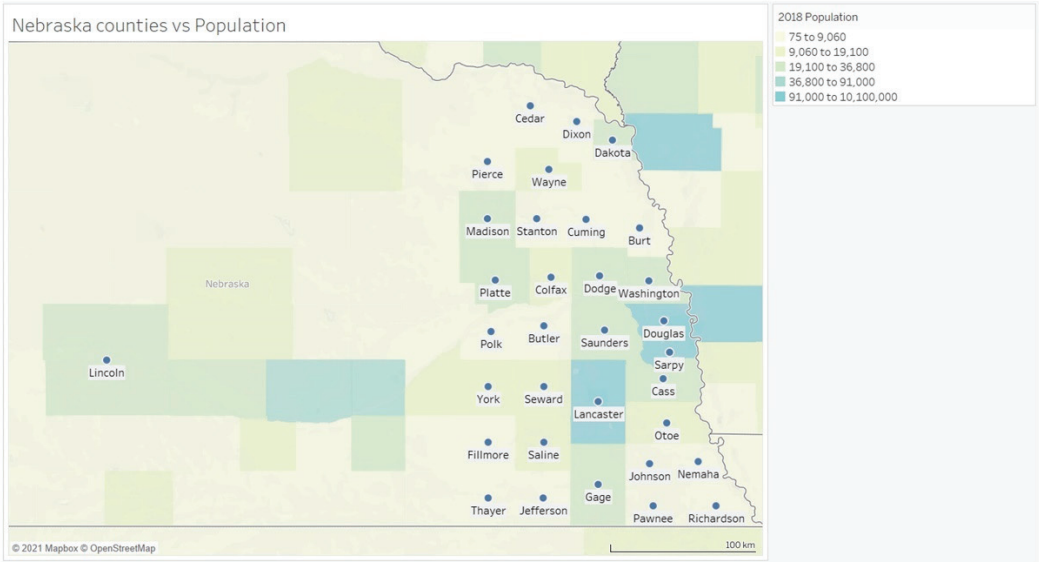 Nebraska counties vs Population
2018 Population
75 to 9,060
9,060 to 19,100
19,100 to 36,800
36,800 to 91,000
91,000 to 10,100,000
Cedar
Dixon
Dakota
Pierce
Wayne
Madison Stanton Cuming
Burt
Nebraska
Platte Colfax Dodge Washington
Polk Butler Saunders Douglas
Sarpy
Lincoln
Cass
York Seward
Lancaster
Otoe
Fillmore Saline
Johnson Nemaha
Gage
Thayer Jefferson
Pawnee Richardson
© 2021 Mapbox © OpenStreetMap
100 km